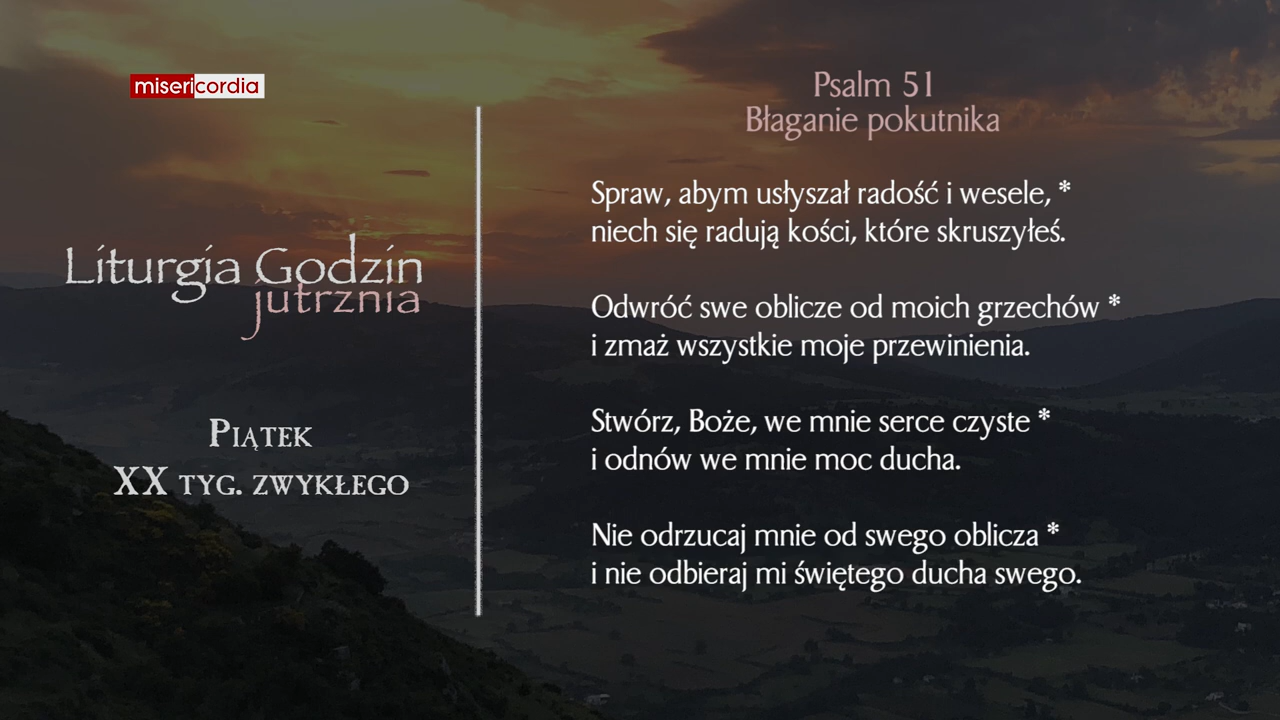 misericordia
Liturgia Godzin
jutrznia
Piątek
XX tyg. zwykłego
Psalm 51
Błaganie pokutnika
Spraw, abym usłyszał radość i wesele, *
niech się radują kości, które skruszyłeś.
Odwróć swe oblicze od moich grzechów *
i zmaż wszystkie moje przewinienia.
Stwórz, Boże, we mnie serce czyste *
i odnów we mnie moc ducha.
Nie odrzucaj mnie od swego oblicza *
i nie odbieraj mi świętego ducha swego.